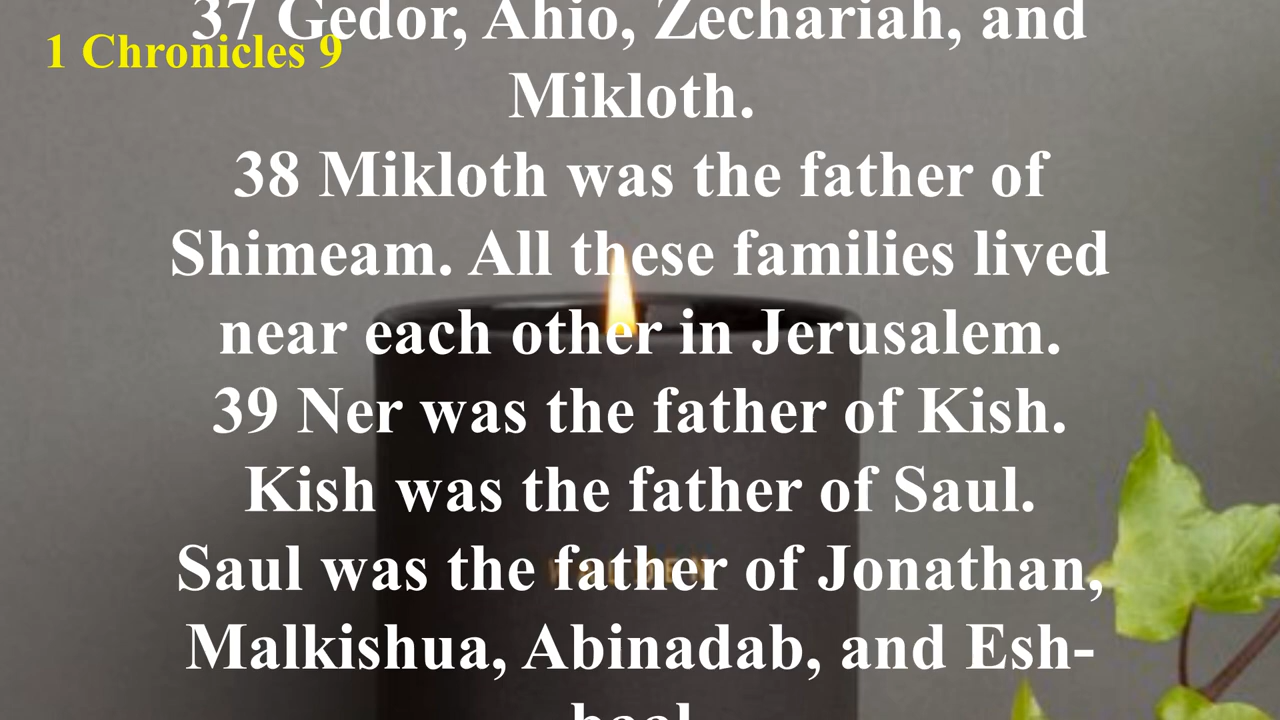 37 Gedor, Ahio, Zechariah, and
1 Chronicles 9
Mikloth.
38 Mikloth was the father of
Shimeam. All these families lived
near each other in Jerusalem.
39 Ner was the father of Kish.
Kish was the father of Saul.
Saul was the father of Jonathan,
Malkishua, Abinadab, and Esh-
baal.